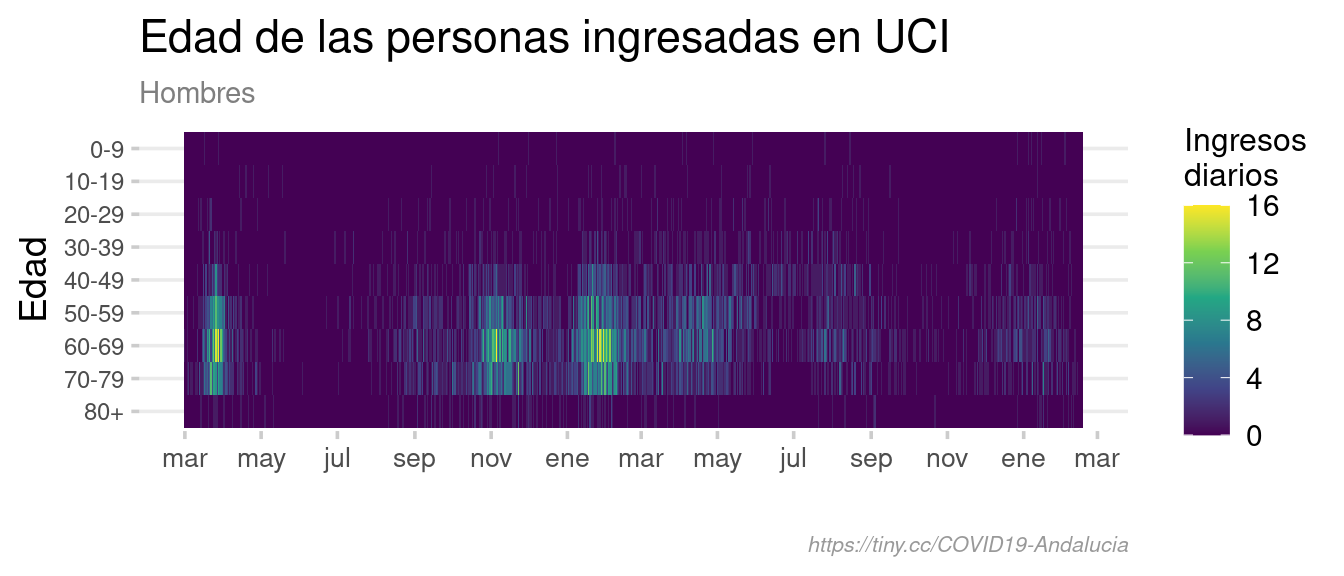 Edad de las personas ingresadas en UCI
Hombres
Edad
0-9
10-19
20-29
30-39
40-49
50-59
60-69
70-79
80+
mar may jul sep nov ene mar may jul sep nov ene mar
Ingresos
diarios
16
12
8
4
0
https://tiny.cc/COVID19-Andalucia